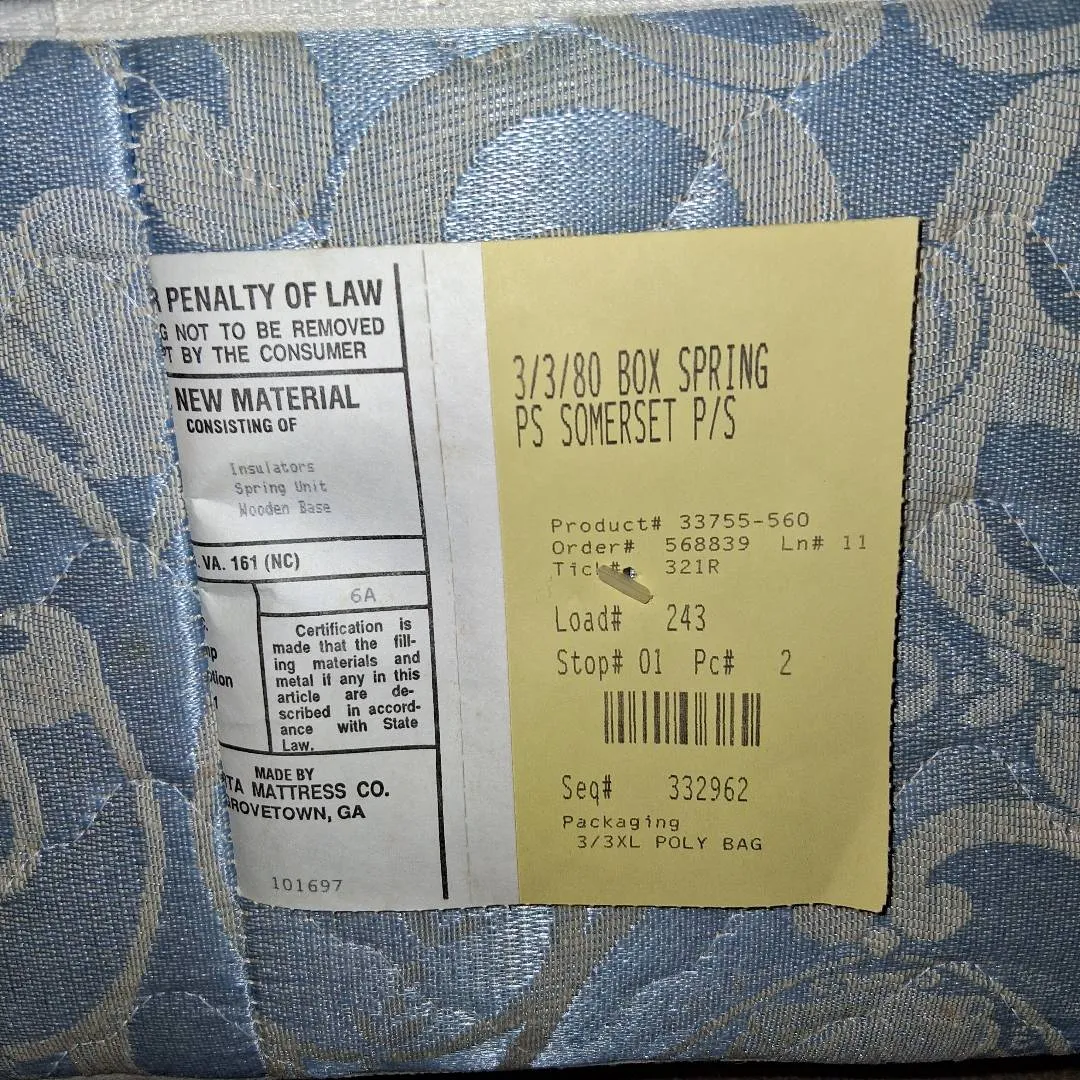 PENALTY OF LAW
NOT TO BE REMOVED
BY THE CONSUMER
NEW MATERIAL
CONSISTING OF
Insulators
Spring Unit
Wooden Base
VA. 161 (NC)
6A
Certification is
made that the fill-
ing materials and
metal if any in this
article are de-
scribed in accord-
ance with State
Law.
1
MADE BY
MATTRESS CO.
GROVETOWN, GA
101697
3/3/80 BOX SPRING
PS SOMERSET P/S
Product# 33755-560
Order# 568839 Ln# 11
Tick# 321R
Load# 243
Stop# 01 Pc# 2
Seq# 332962
Packaging
3/3XL POLY BAG